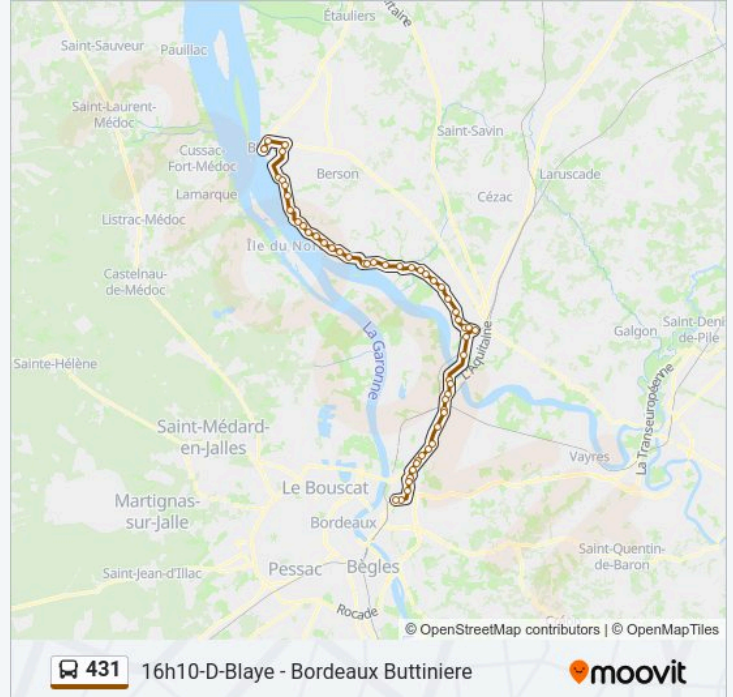 Étauliers
Saint-Sauveur
Pauillac
Saint-Laurent-
Médoc
Saint-Savin
Cussac-
Fort-Médoc
Berson
Laruscade
Lamarque
Cézac
Listrac-Médoc
Île du Nor
Castelnau-
de-Médoc
La Garonne
L'Aquitaine
Galgon
Saint-Deni
de-Pile
Sainte-Hélène
La Transeuropéenne
Saint-Médard-
en-Jalles
Vayres
Le Bouscat
Martignas-
sur-Jalle
Bordeaux
Saint-Quentin-
de-Baron
Saint-Jean-d'Illac
Pessac
Bègles
Rocade
© OpenStreetMap contributors | © OpenMapTiles
431 16h10-D-Blaye - Bordeaux Buttiniere
moovit